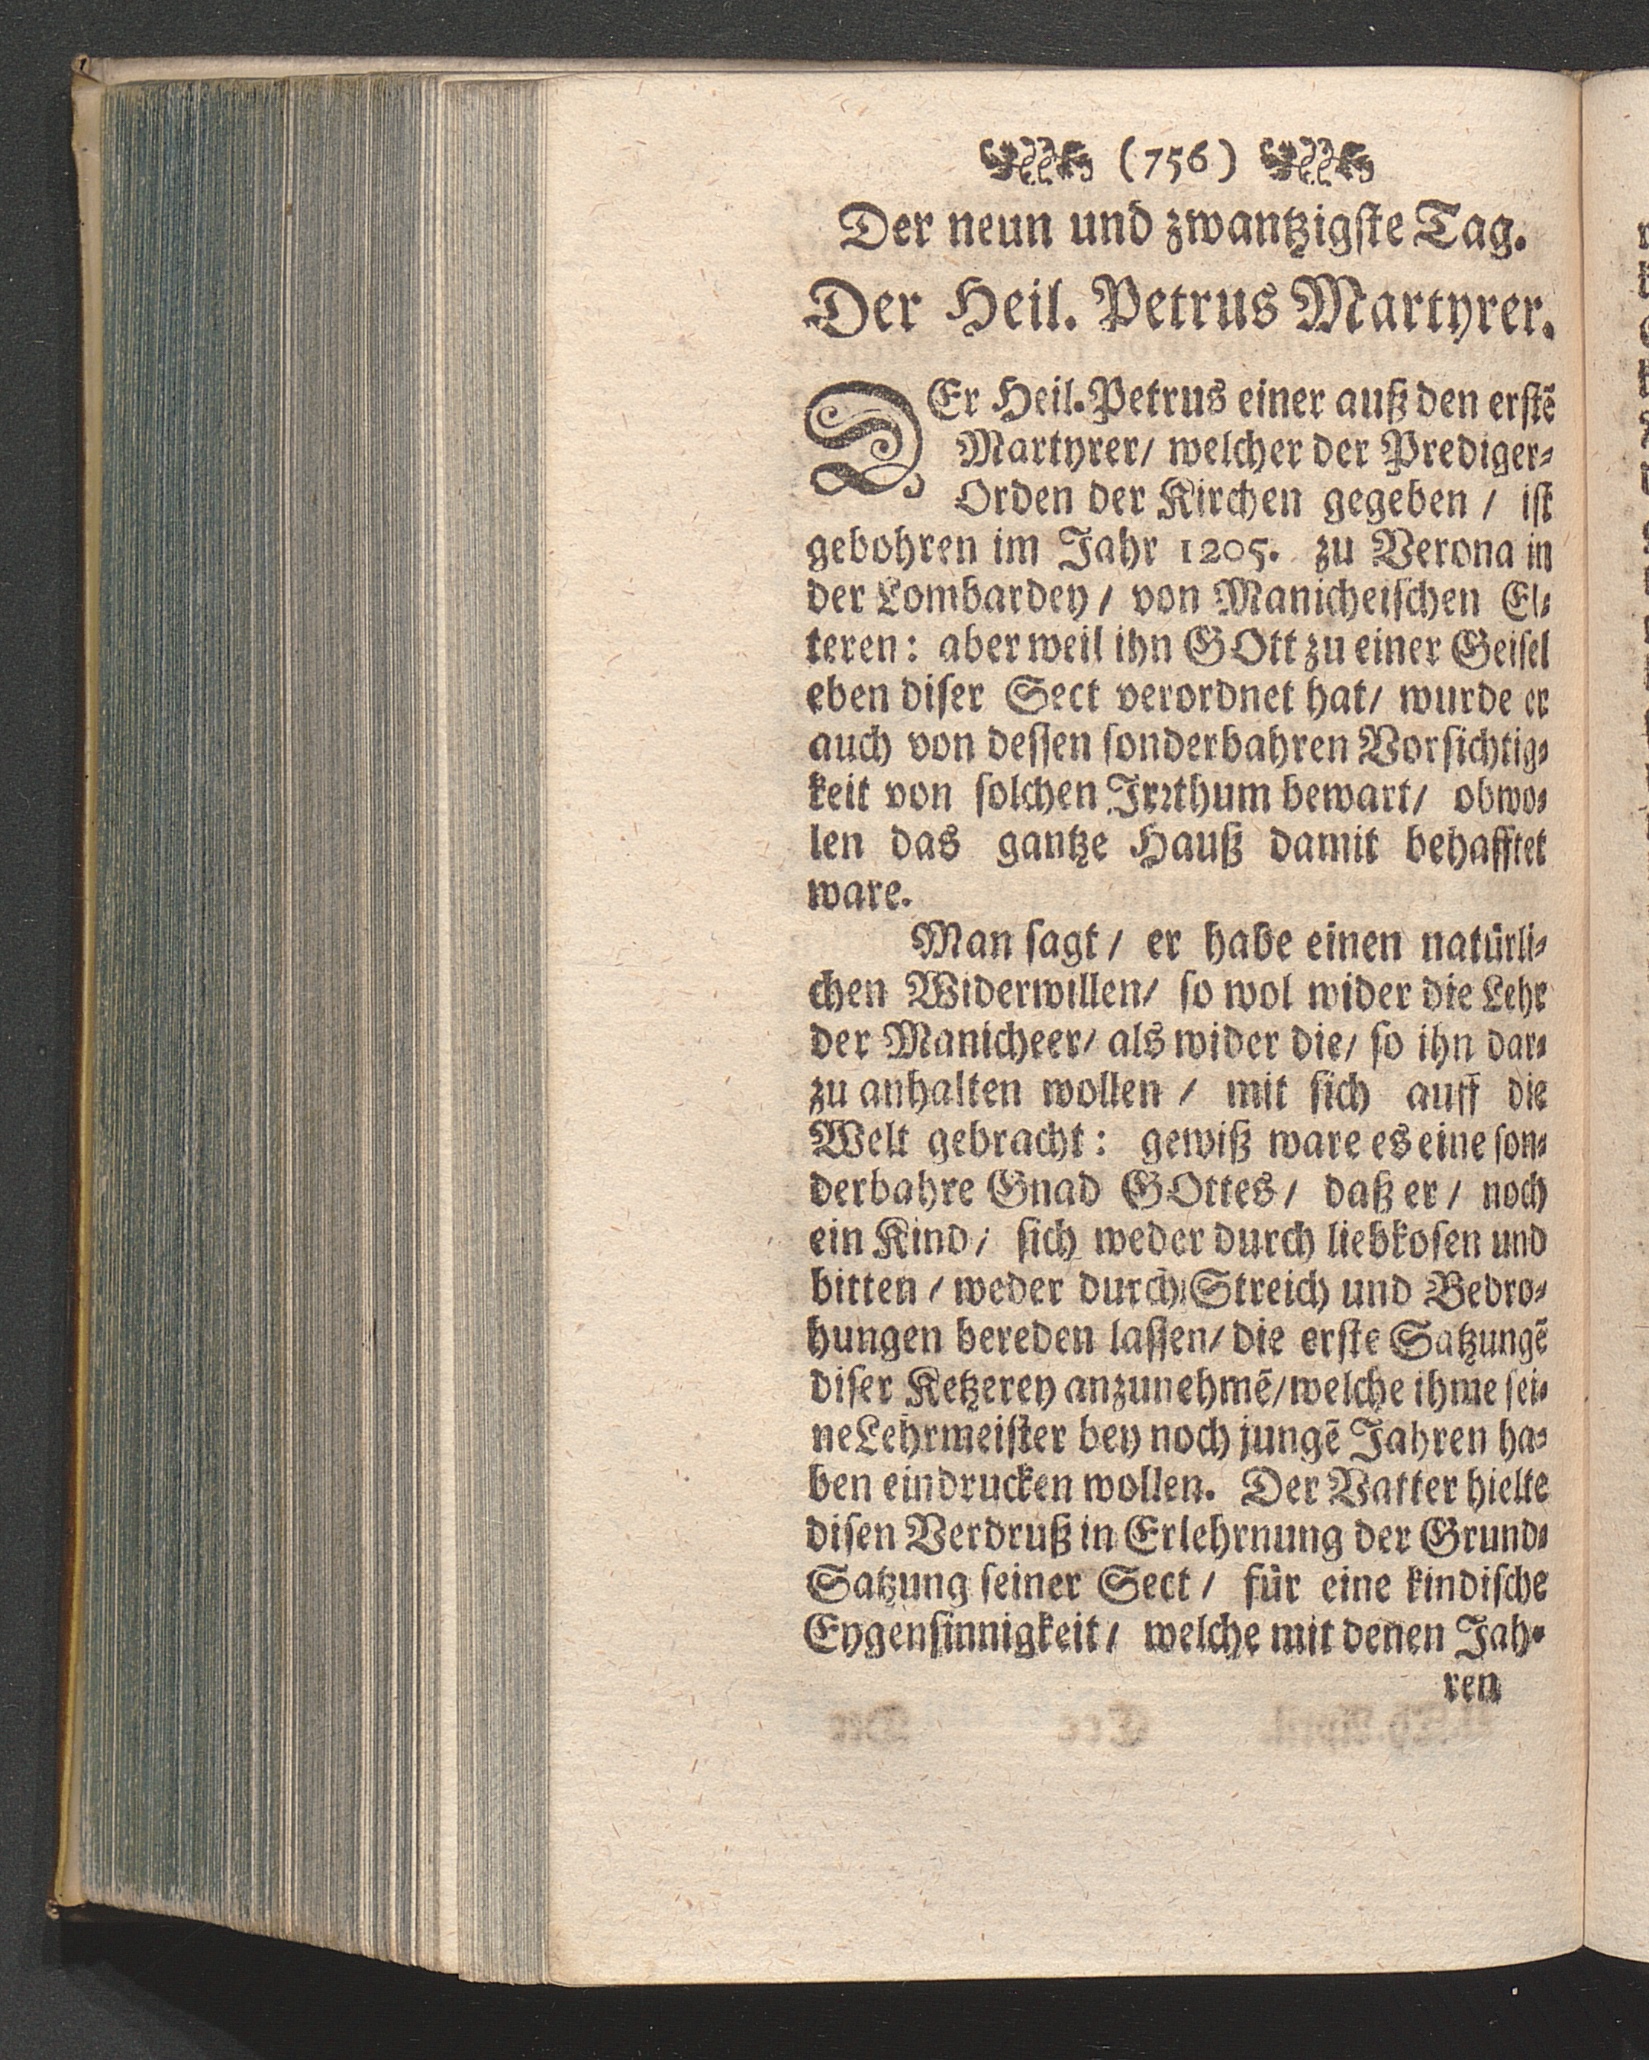 (756)
Der neun und zwantzigste Tag.
Der Heil. Petrus Martyrer.
DEr Heil. Petrus einer auß den erstẽ
Martyrer/ welcher der Prediger-
Orden der Kirchen gegeben / ist
gebohren im Jahr 1205. zu Verona in
der Lombardey / von Manicheischen El-
teren: aber weil ihn GOtt zu einer Geisel
eben diser Sect verordnet hat/ wurde er
auch von dessen sonderbahren Vorsichtig-
keit von solchen Irꝛthum bewart/ obwo-
len das gantze Hauß damit behafftet
ware.
Man sagt / er habe einen natürli-
chen Widerwillen/ so wol wider die Lehr
der Manicheer/ als wider die/ so ihn dar-
zu anhalten wollen / mit sich auff die
Welt gebracht: gewiß ware es eine son-
derbahre Gnad GOttes / daß er / noch
ein Kind / sich weder durch liebkosen und
bitten / weder durch Streich und Bedro-
hungen bereden lassen/ die erste Satzungẽ
diser Ketzerey anzunehmẽ/welche ihme sei-
ne Lehrmeister bey noch jungẽ Jahren ha-
ben eindrucken wollen. Der Vatter hielte
disen Verdruß in Erlehrnung der Grund-
Satzung seiner Sect / für eine kindische
Eygensinnigkeit / welche mit denen Jah-
ren